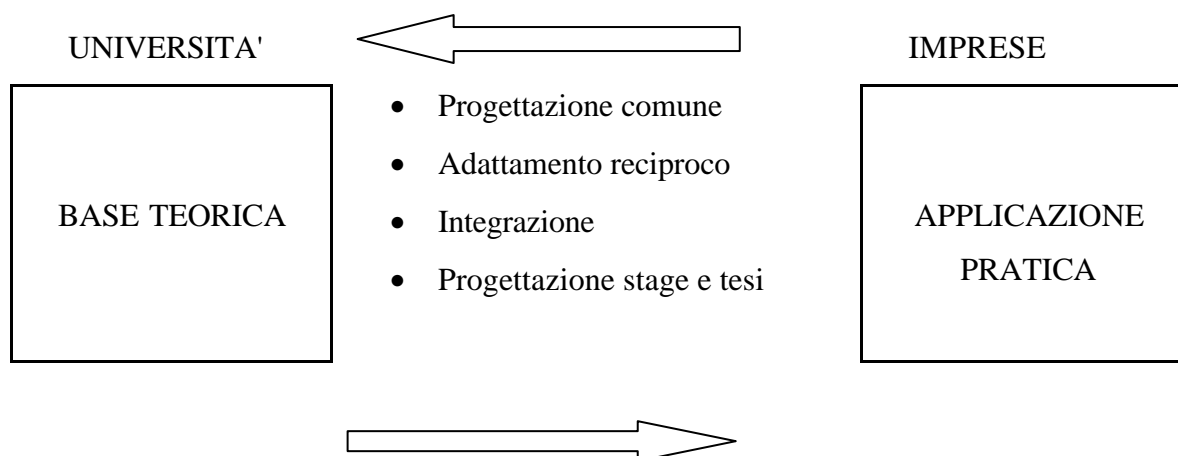 UNIVERSITA'
IMPRESE
BASE TEORICA
• Progettazione comune
• Adattamento reciproco
• Integrazione
• Progettazione stage e tesi
APPLICAZIONE
PRATICA